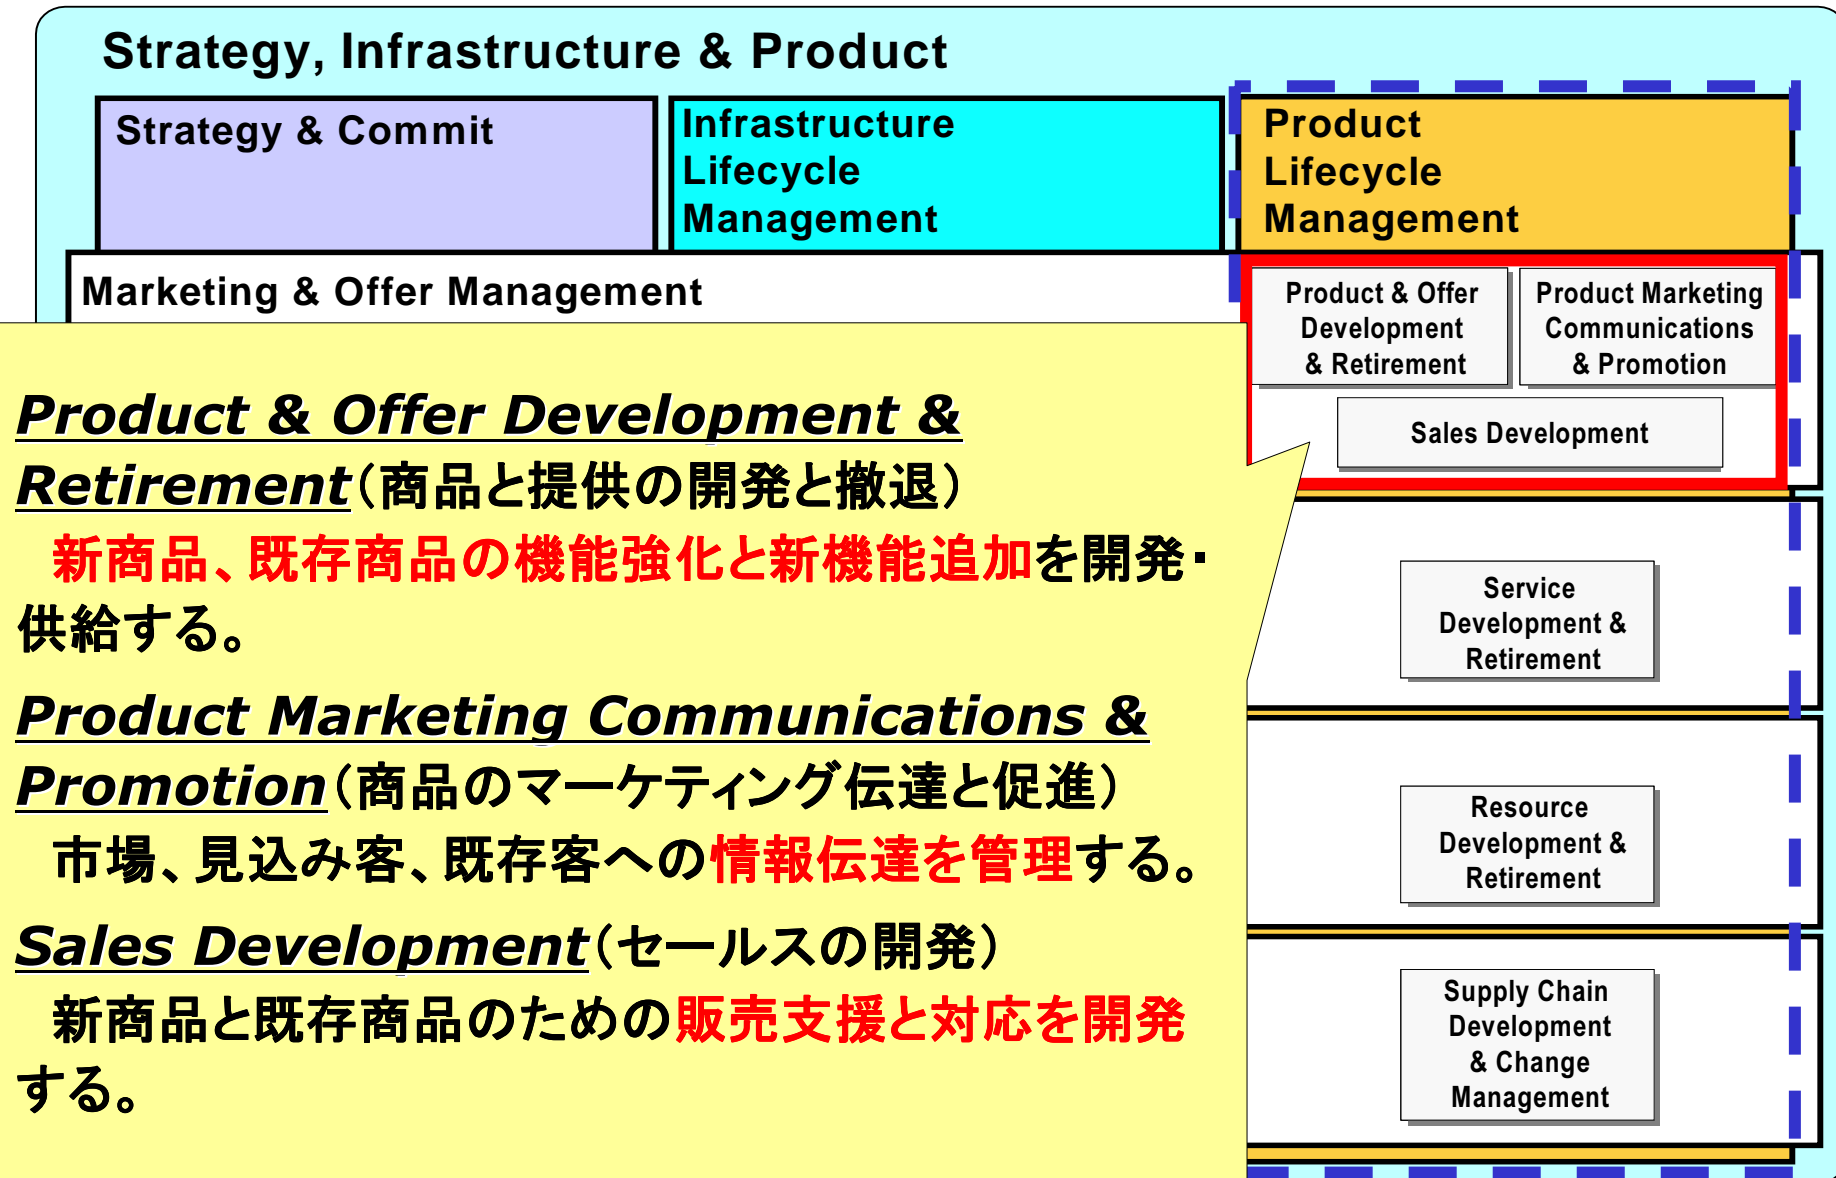 Strategy, Infrastructure & Product
Strategy & Commit
Infrastructure
Lifecycle
Management
Product
Lifecycle
Management
Marketing & Offer Management
Product & Offer
Development
& Retirement
Product Marketing
Communications
& Promotion
Sales Development
Product & Offer Development &
Retirement(商品と提供の開発と撤退)
新商品、既存商品の機能強化と新機能追加を開発・
供給する。
Product Marketing Communications &
Promotion(商品のマーケティング伝達と促進)
市場、見込み客、既存客への情報伝達を管理する。
Sales Development(セールスの開発)
新商品と既存商品のための販売支援と対応を開発
する。
Service
Development &
Retirement
Resource
Development &
Retirement
Supply Chain
Development
& Change
Management